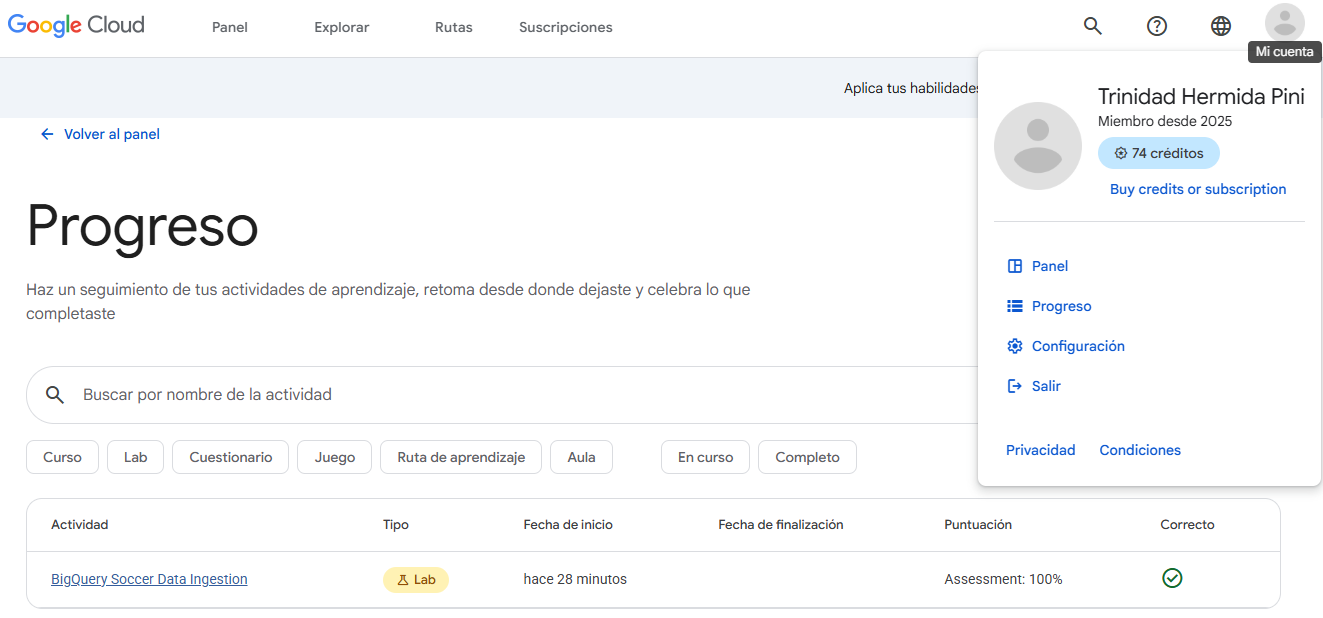 Google Cloud
Panel
Explorar
Rutas
Suscripciones
Mi cuenta
Aplica tus habilidades
Trinidad Hermida Pini
Miembro desde 2025
74 créditos
Buy credits or subscription
Panel
Progreso
Configuración
Salir
Privacidad Condiciones
Volver al panel
Progreso
Haz un seguimiento de tus actividades de aprendizaje, retoma desde donde dejaste y celebra lo que
completaste
Buscar por nombre de la actividad
Curso Lab Cuestionario Juego Ruta de aprendizaje Aula En curso Completo
Actividad Tipo Fecha de inicio Fecha de finalización Puntuación Correcto
BigQuery Soccer Data Ingestion Lab hace 28 minutos Assessment: 100%